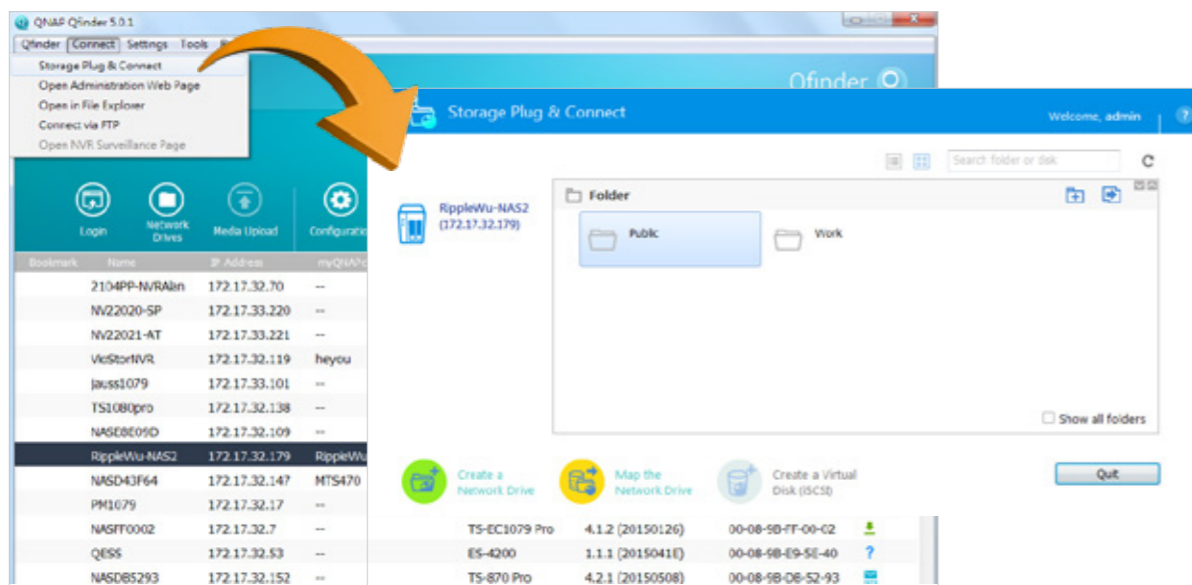 QNAP Qfinder 5.0.1
Qfinder Connect Settings Tools
Storage Plug & Connect
Open Administration Web Page
Open in File Explorer
Connect via FTP
Open NVR Surveillance Page
Qfinder
Login
Network Drives
Media Upload
Bookmark Name IP Address
2104PP-NVRAlen 172.17.32.70 --
NV22020-SP 172.17.33.220 --
NV22021-AT 172.17.33.221 --
VioStorNVR 172.17.32.119 heyou
Jauss1079 172.17.33.101 --
TS1080pro 172.17.32.138 --
NASE8E09D 172.17.32.109 --
RippleWu-NAS2 172.17.32.179 RippleWu
NASD43F64 172.17.32.147 MTS470
PM1079 172.17.32.17 --
NASFF0002 172.17.32.7 --
QESS 172.17.32.53 --
NASDB5293 172.17.32.152 --
Storage Plug & Connect
Welcome, admin
?
Search folder or disk
RippleWu-NAS2
(172.17.32.179)
Folder
Public
Work
Show all folders
Create a
Network Drive
Map the
Network Drive
Create a Virtual
Disk (iSCSI)
Quit
TS-EC1079 Pro 4.1.2 (20150126) 00-08-9B-FF-00-02
ES-4200 1.1.1 (2015041E) 00-08-9B-E9-5E-40 ?
TS-870 Pro 4.2.1 (20150508) 00-08-9B-DB-52-93